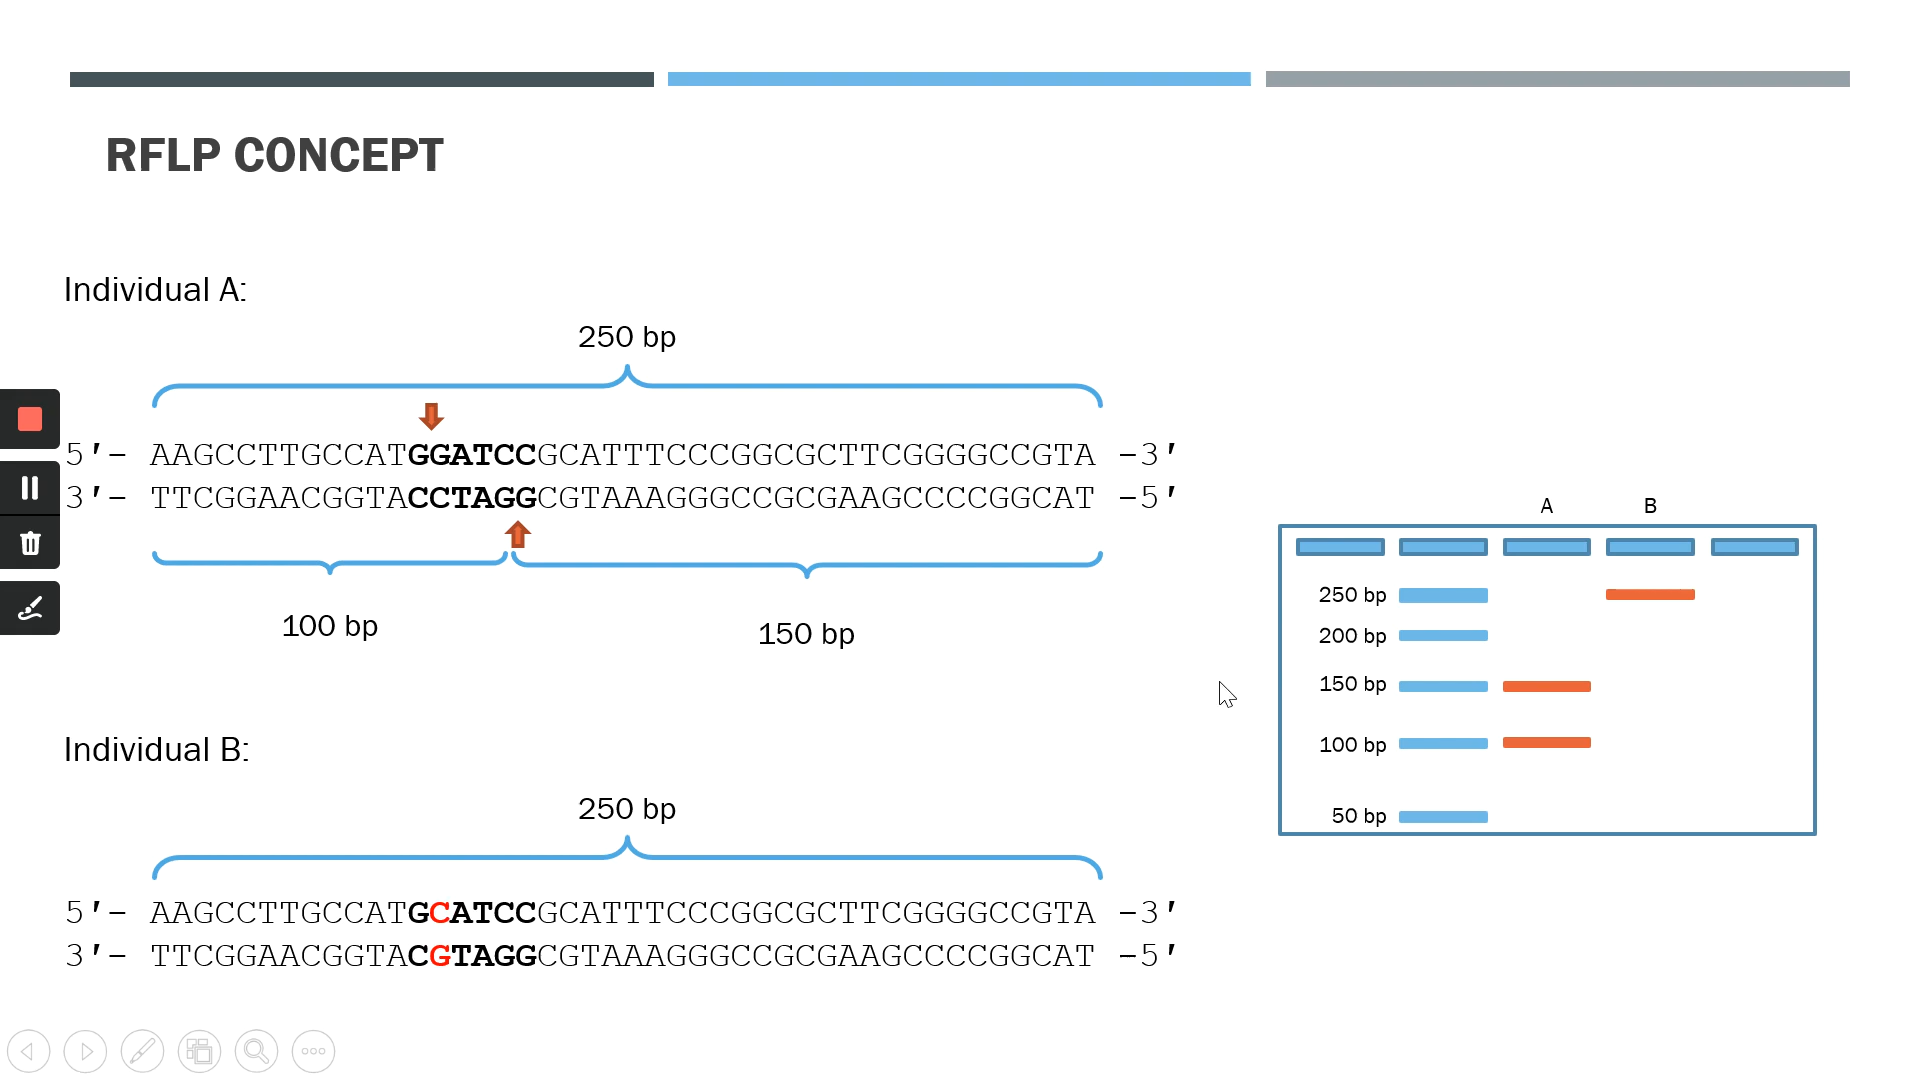 RFLP CONCEPT
Individual A:
250 bp
5′- AAGCCTTGCCATGGATCCGCATTTCCCGGCGCTTCGGGGCCGTA -3′
3′- TTCGGAACGGTACCTAGGCGTAAAGGGCCGCGAAGCCCCGGCAT -5′
100 bp
150 bp
A B
250 bp
200 bp
150 bp
100 bp
50 bp
Individual B:
250 bp
5′- AAGCCTTGCCATGCATCCGCATTTCCCGGCGCTTCGGGGCCGTA -3′
3′- TTCGGAACGGTACGTAGGCGTAAAGGGCCGCGAAGCCCCGGCAT -5′